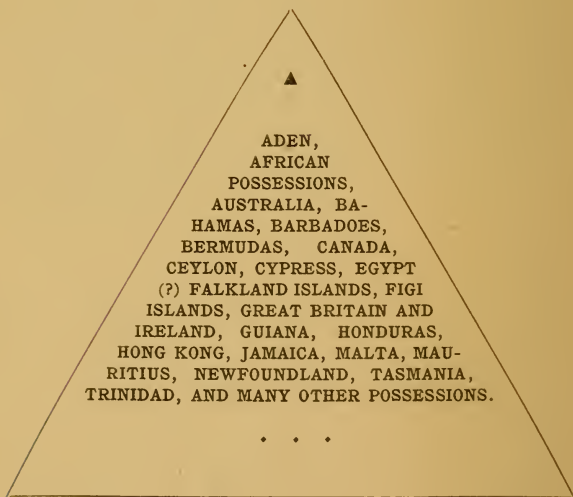 ADEN,
AFRICAN
POSSESSIONS,
AUSTRALIA, BA-
HAMAS, BARBADOES,
BERMUDAS, CANADA,
CEYLON, CYPRESS, EGYPT
(?) FALKLAND ISLANDS, FIGI
ISLANDS, GREAT BRITAIN AND
IRELAND, GUIANA, HONDURAS,
HONG KONG, JAMAICA, MALTA, MAU-
RITIUS, NEWFOUNDLAND, TASMANIA,
TRINIDAD, AND MANY OTHER POSSESSIONS.